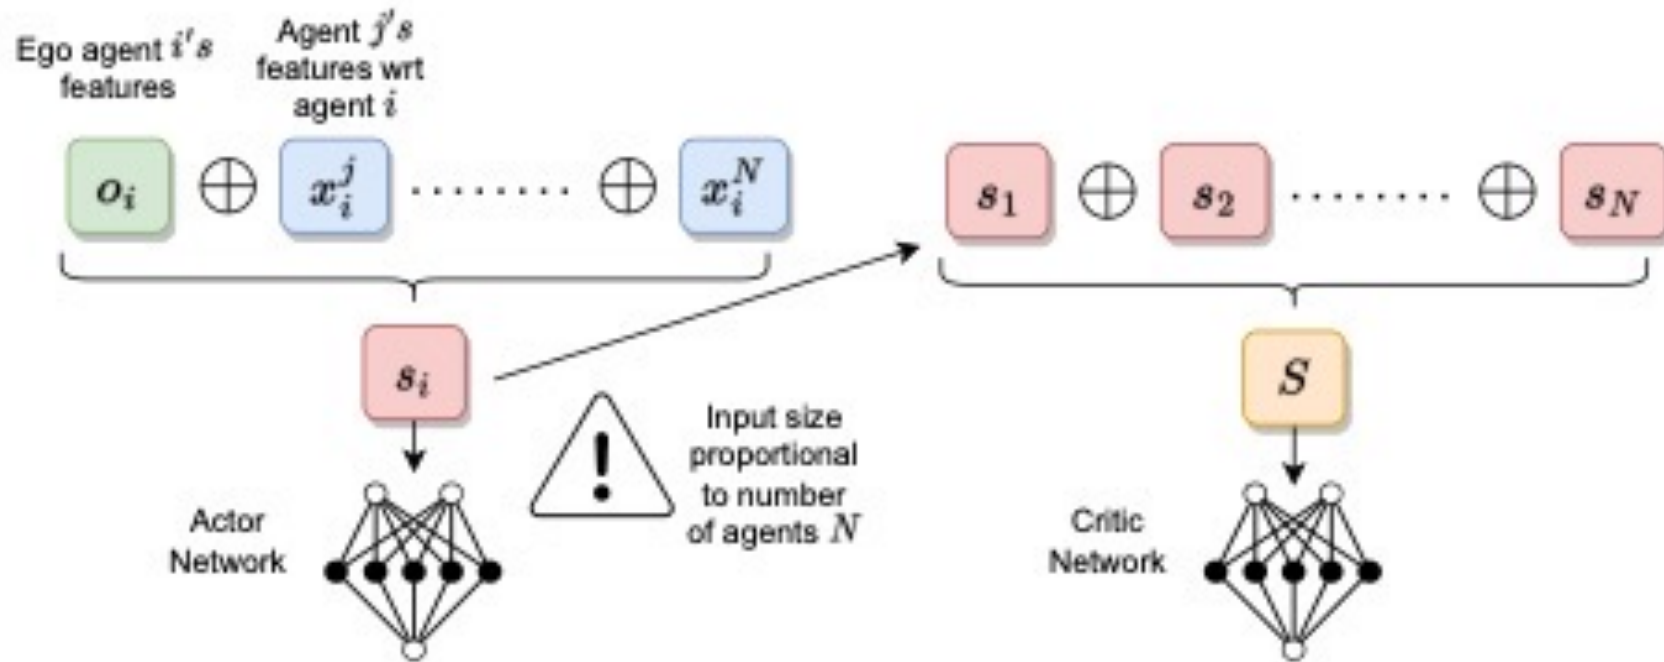 Ego agent i's
features
Agent j's
features wrt
agent i
o_i ⊕ x_i^j ........ ⊕ x_i^N
s_1 ⊕ s_2 ........ ⊕ s_N
s_i
S
!
Input size
proportional
to number
of agents N
Actor
Network
Critic
Network